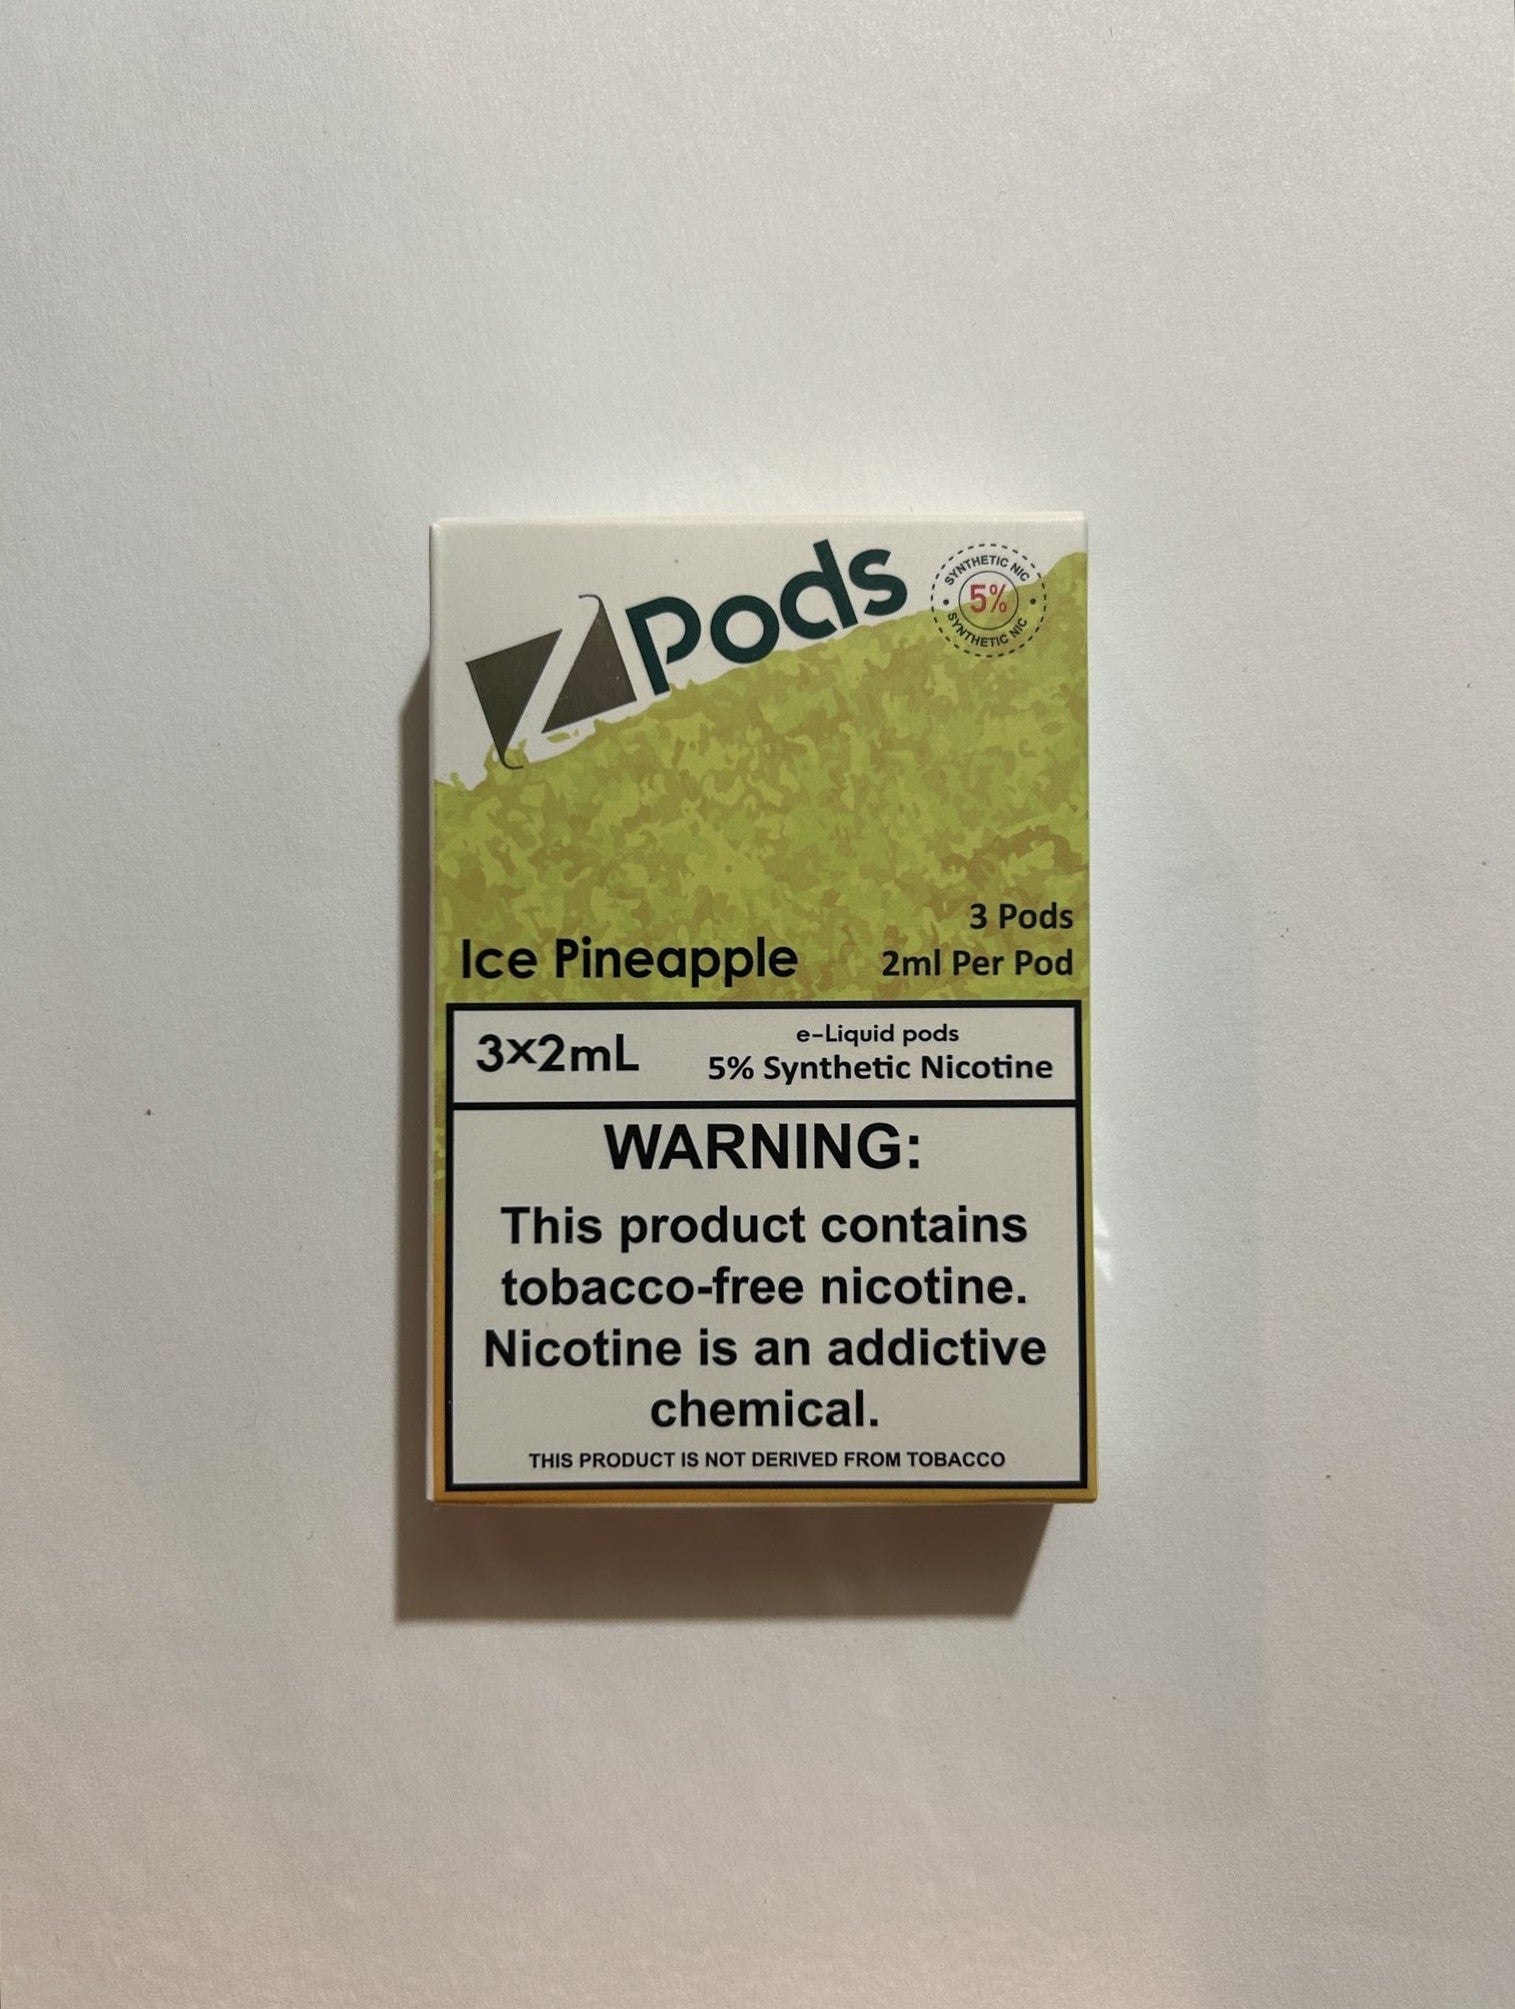 Z Pods
SYNTHETIC NIC
5%
SYNTHETIC NIC
3 Pods
Ice Pineapple
2ml Per Pod
3×2mL
e-Liquid pods
5% Synthetic Nicotine
WARNING:
This product contains
tobacco-free nicotine.
Nicotine is an addictive
chemical.
THIS PRODUCT IS NOT DERIVED FROM TOBACCO